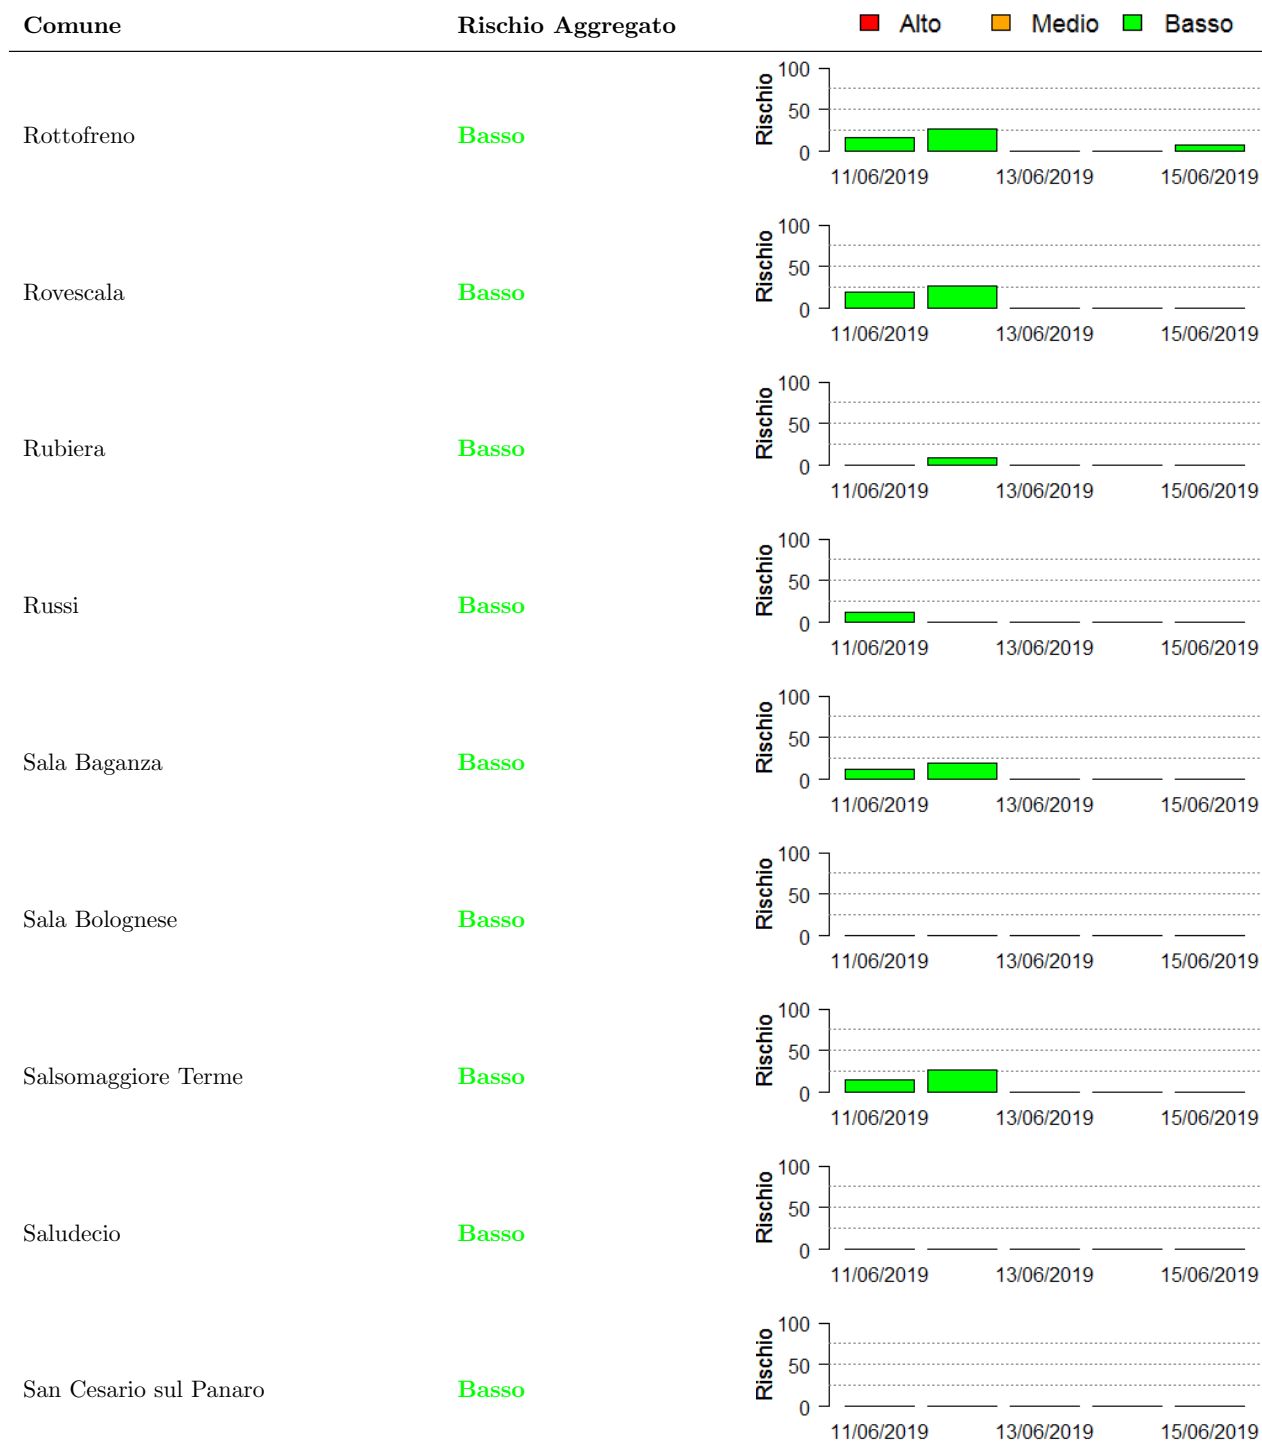 Comune Rischio Aggregato Alto Medio Basso
Rottofreno Basso Rischio 100 50 0
11/06/2019 13/06/2019 15/06/2019
Rovescala Basso Rischio 100 50 0
11/06/2019 13/06/2019 15/06/2019
Rubiera Basso Rischio 100 50 0
11/06/2019 13/06/2019 15/06/2019
Russi Basso Rischio 100 50 0
11/06/2019 13/06/2019 15/06/2019
Sala Baganza Basso Rischio 100 50 0
11/06/2019 13/06/2019 15/06/2019
Sala Bolognese Basso Rischio 100 50 0
11/06/2019 13/06/2019 15/06/2019
Salsomaggiore Terme Basso Rischio 100 50 0
11/06/2019 13/06/2019 15/06/2019
Saludecio Basso Rischio 100 50 0
11/06/2019 13/06/2019 15/06/2019
San Cesario sul Panaro Basso Rischio 100 50 0
11/06/2019 13/06/2019 15/06/2019